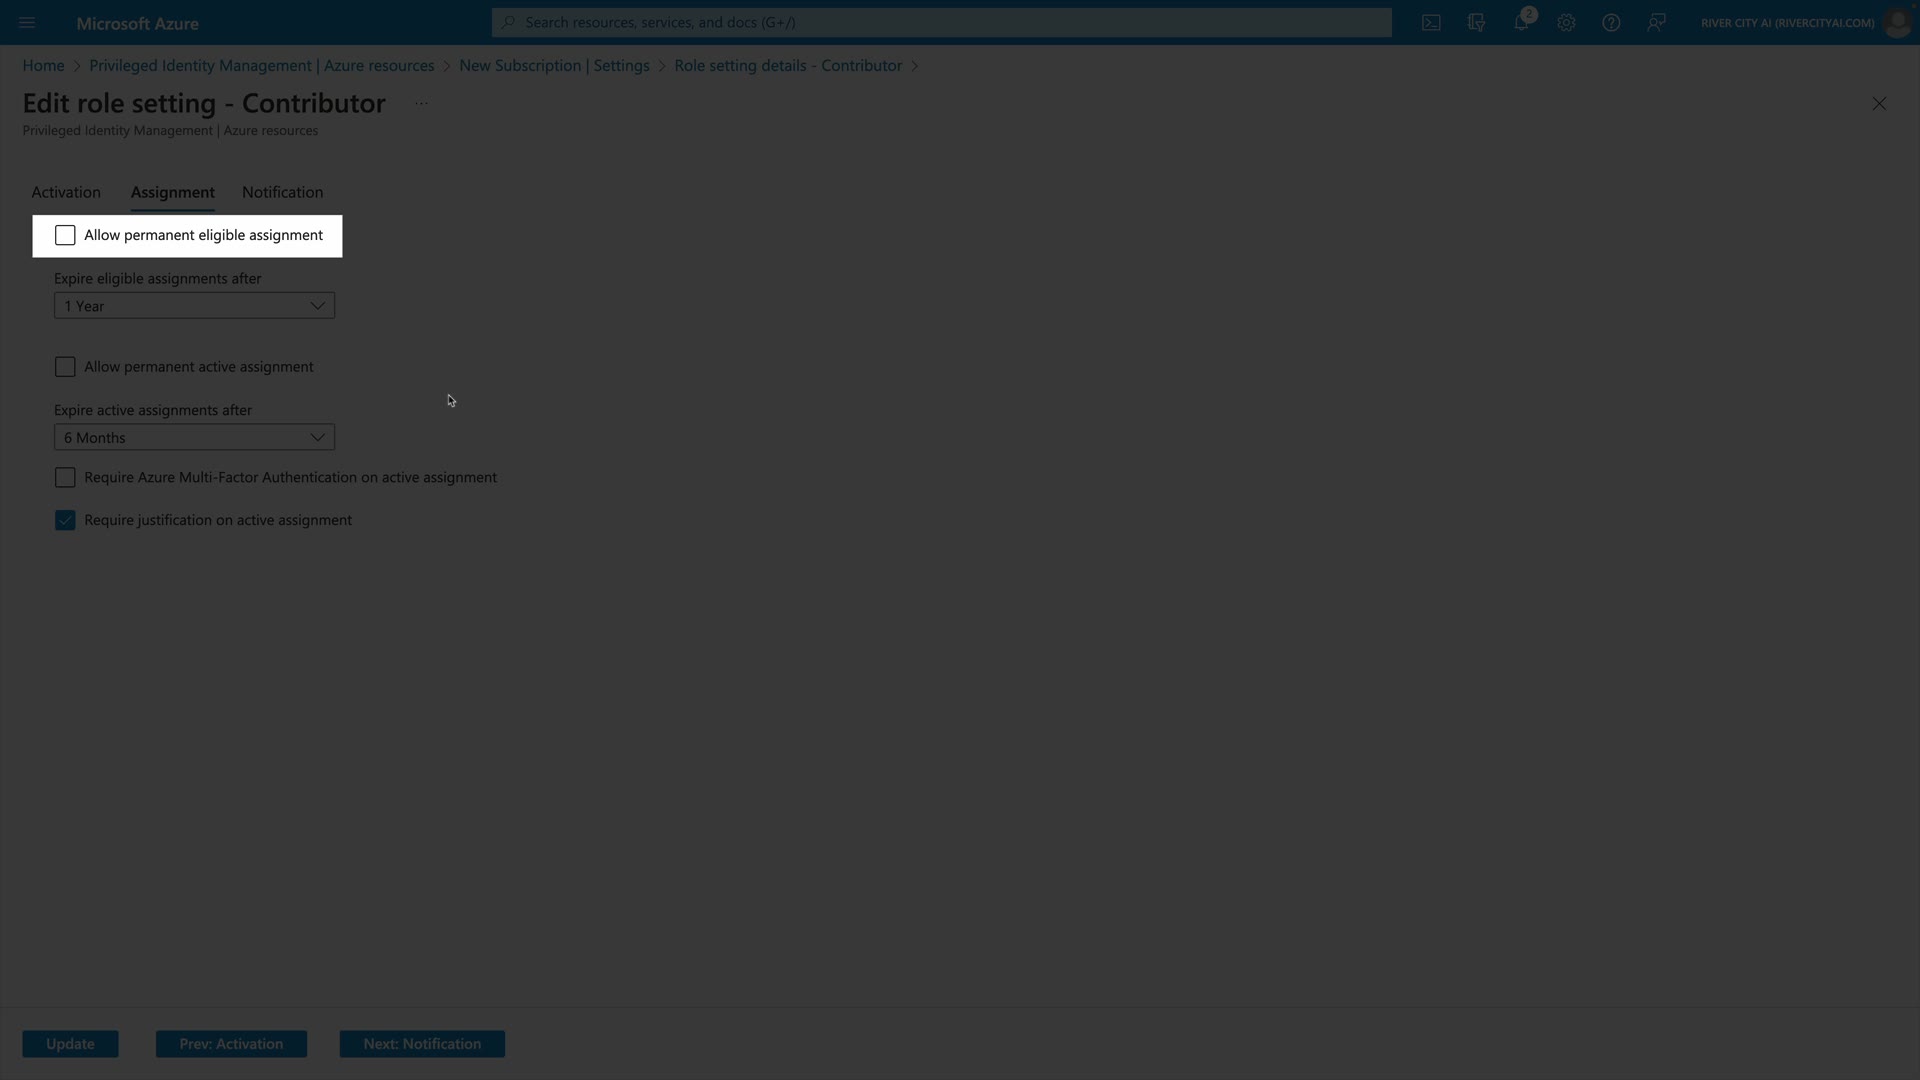 Microsoft Azure
Search resources, services, and docs (G+/)
2
RIVER CITY AI (RIVERCITYAI.COM)
Home > Privileged Identity Management | Azure resources > New Subscription | Settings > Role setting details - Contributor >
Edit role setting - Contributor ...
Privileged Identity Management | Azure resources
Activation Assignment Notification
Allow permanent eligible assignment
Expire eligible assignments after
1 Year
Allow permanent active assignment
Expire active assignments after
6 Months
Require Azure Multi-Factor Authentication on active assignment
Require justification on active assignment
Update Prev: Activation Next: Notification